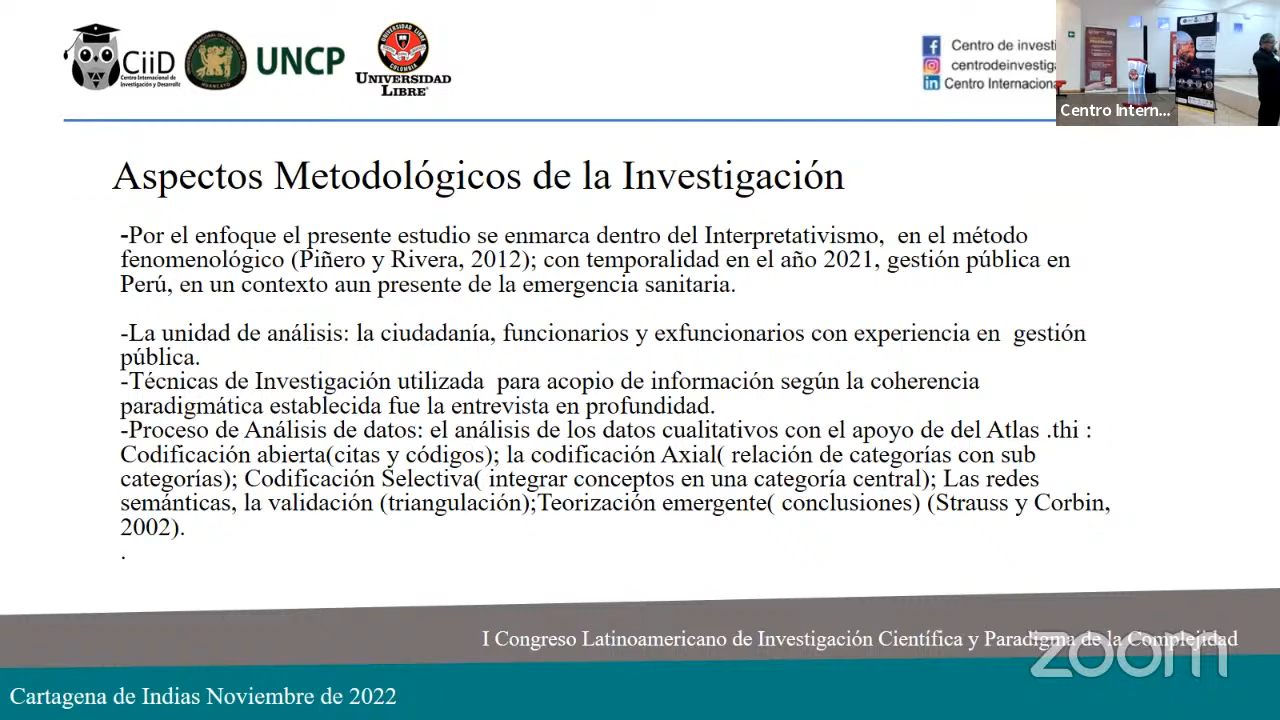 CiiD
Centro Internacional de
Investigación y Desarrollo
UNCP
UNIVERSIDAD
LIBRE
Centro de investi
centrodeinvestiga
Centro Internaciona
Centro Intern...
Aspectos Metodológicos de la Investigación
-Por el enfoque el presente estudio se enmarca dentro del Interpretativismo, en el método
fenomenológico (Piñero y Rivera, 2012); con temporalidad en el año 2021, gestión pública en
Perú, en un contexto aun presente de la emergencia sanitaria.
-La unidad de análisis: la ciudadanía, funcionarios y exfuncionarios con experiencia en gestión
pública.
-Técnicas de Investigación utilizada para acopio de información según la coherencia
paradigmática establecida fue la entrevista en profundidad.
-Proceso de Análisis de datos: el análisis de los datos cualitativos con el apoyo de del Atlas .thi :
Codificación abierta(citas y códigos); la codificación Axial( relación de categorías con sub
categorías); Codificación Selectiva( integrar conceptos en una categoría central); Las redes
semánticas, la validación (triangulación);Teorización emergente( conclusiones) (Strauss y Corbin,
2002).
.
I Congreso Latinoamericano de Investigación Científica y Paradigma de la Complejidad
zoom
Cartagena de Indias Noviembre de 2022